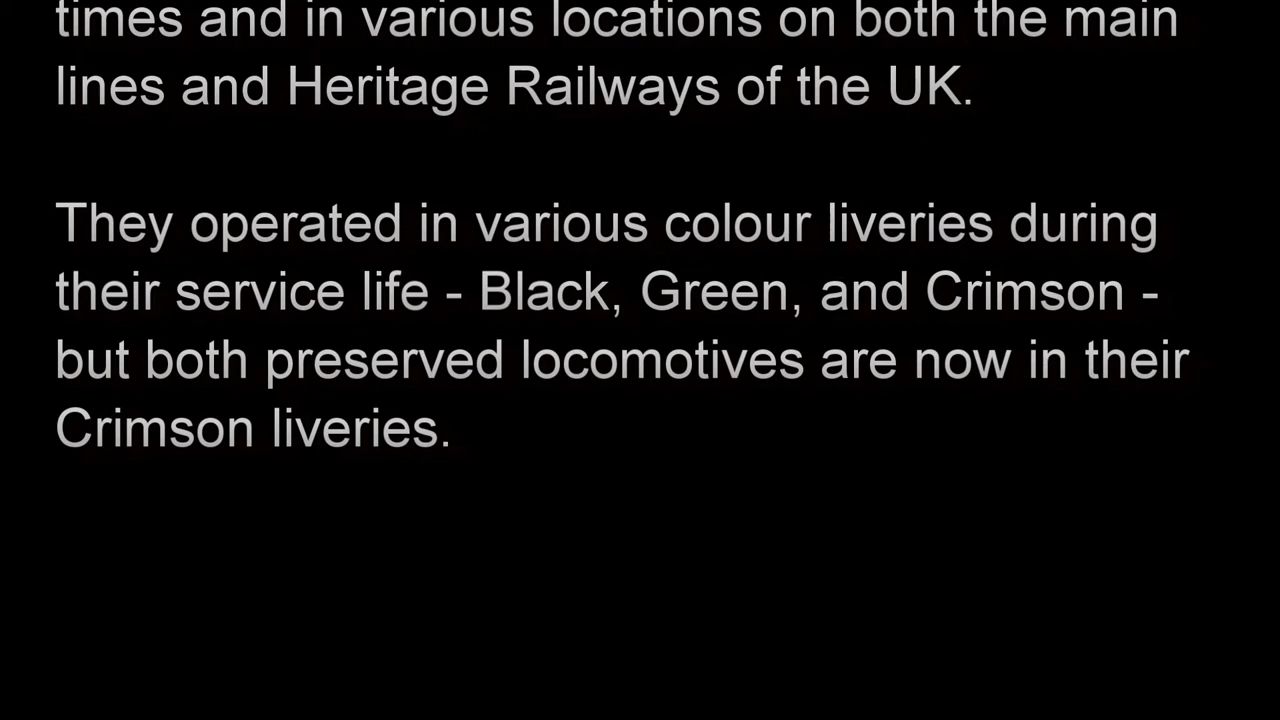 times and in various locations on both the main
lines and Heritage Railways of the UK.
They operated in various colour liveries during
their service life - Black, Green, and Crimson -
but both preserved locomotives are now in their
Crimson liveries.